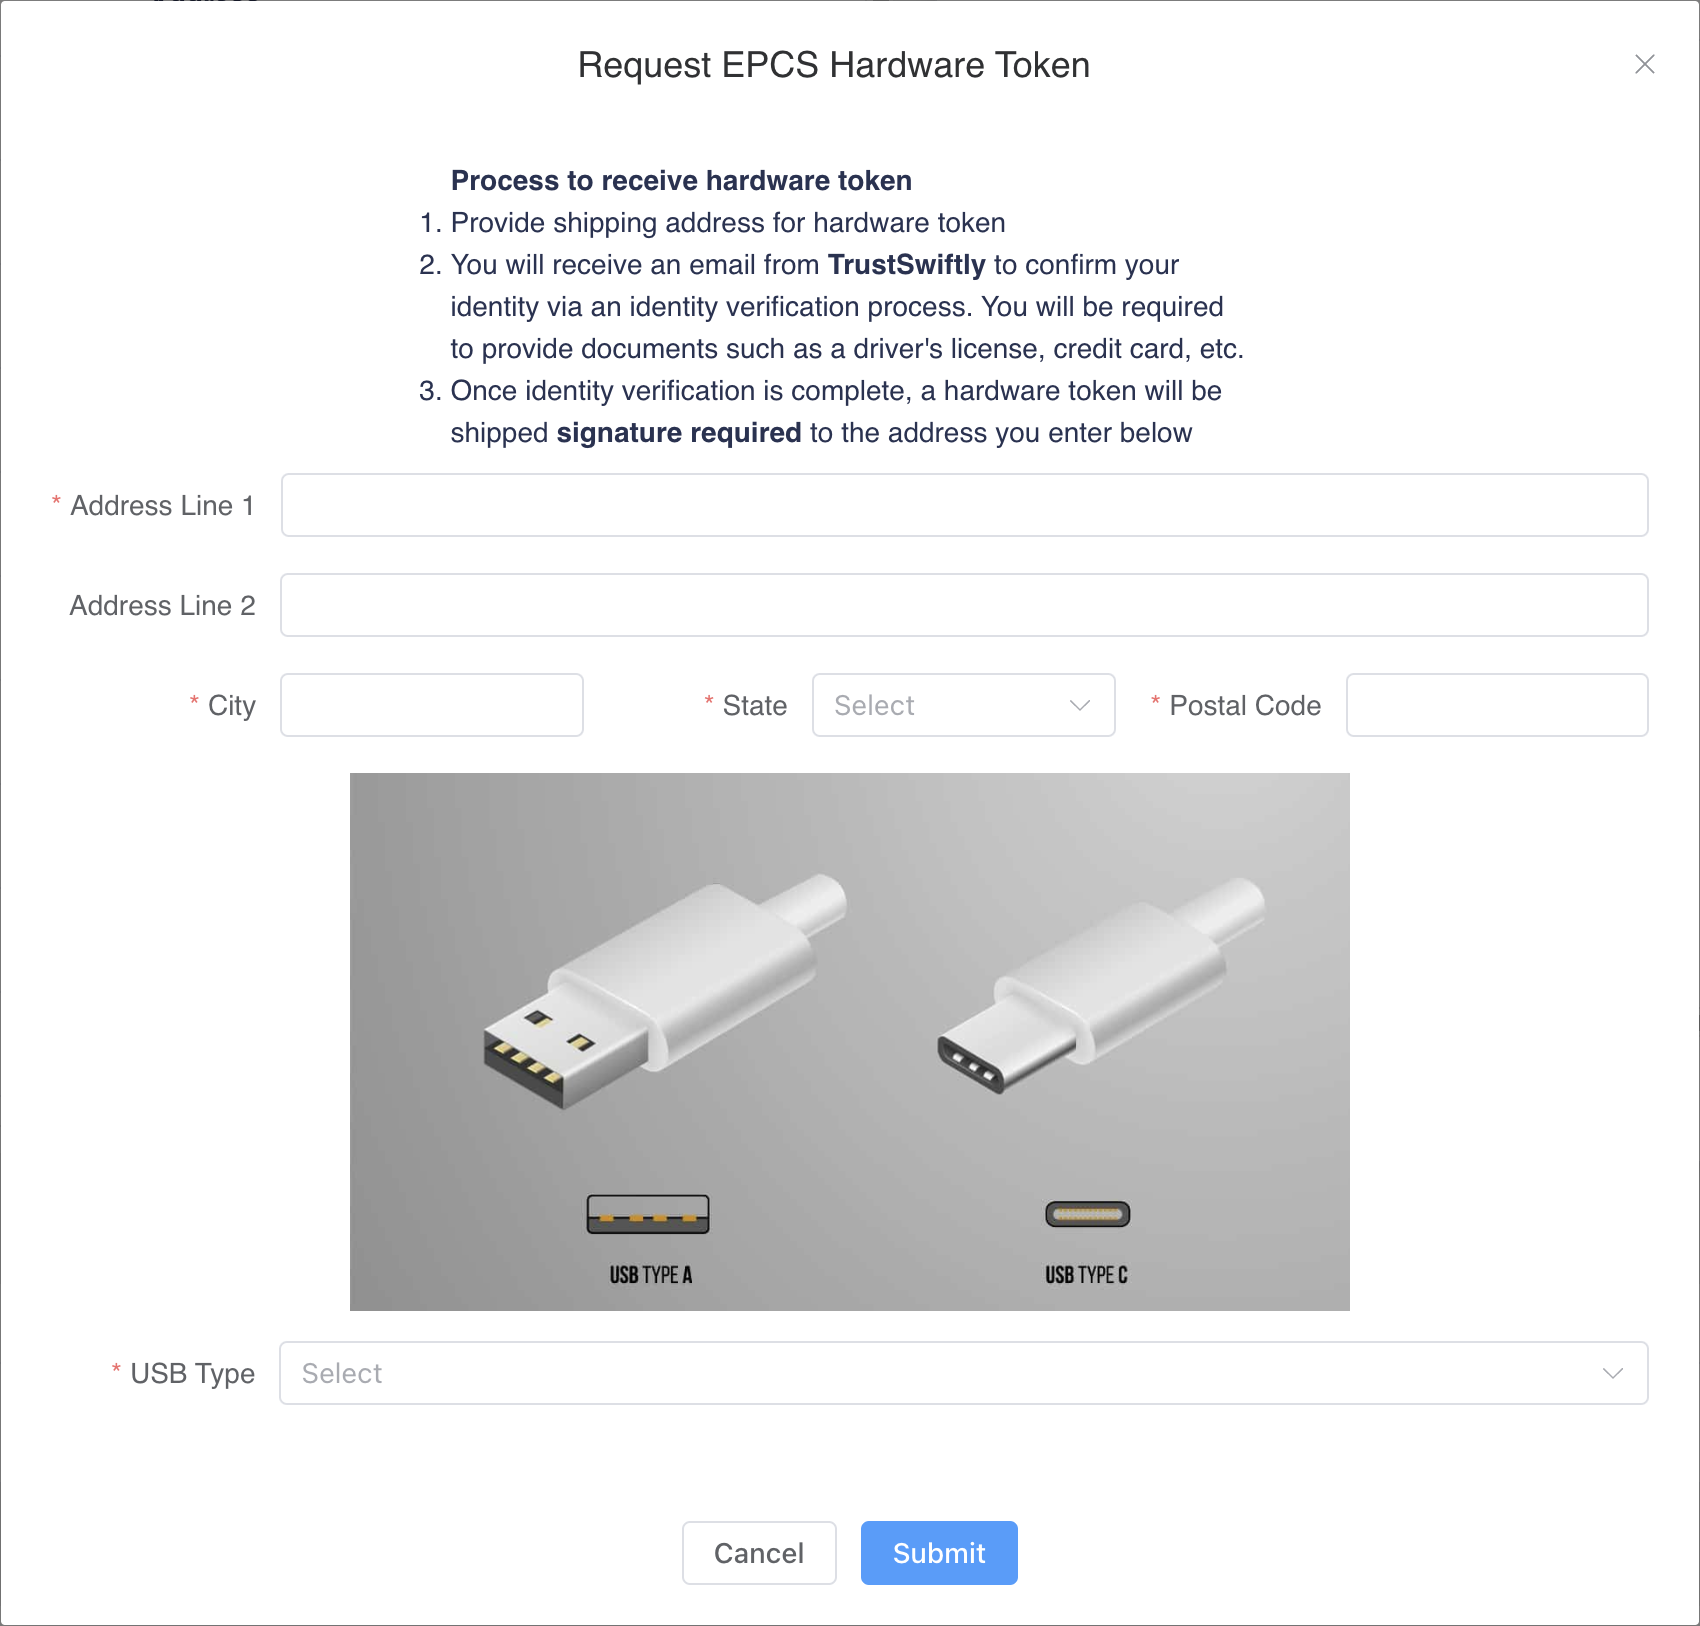 Request EPCS Hardware Token
Process to receive hardware token
1. Provide shipping address for hardware token
2. You will receive an email from TrustSwiftly to confirm your
identity via an identity verification process. You will be required
to provide documents such as a driver's license, credit card, etc.
3. Once identity verification is complete, a hardware token will be
shipped signature required to the address you enter below
* Address Line 1
Address Line 2
* City
* State Select
* Postal Code
USB TYPE A
USB TYPE C
* USB Type Select
Cancel
Submit